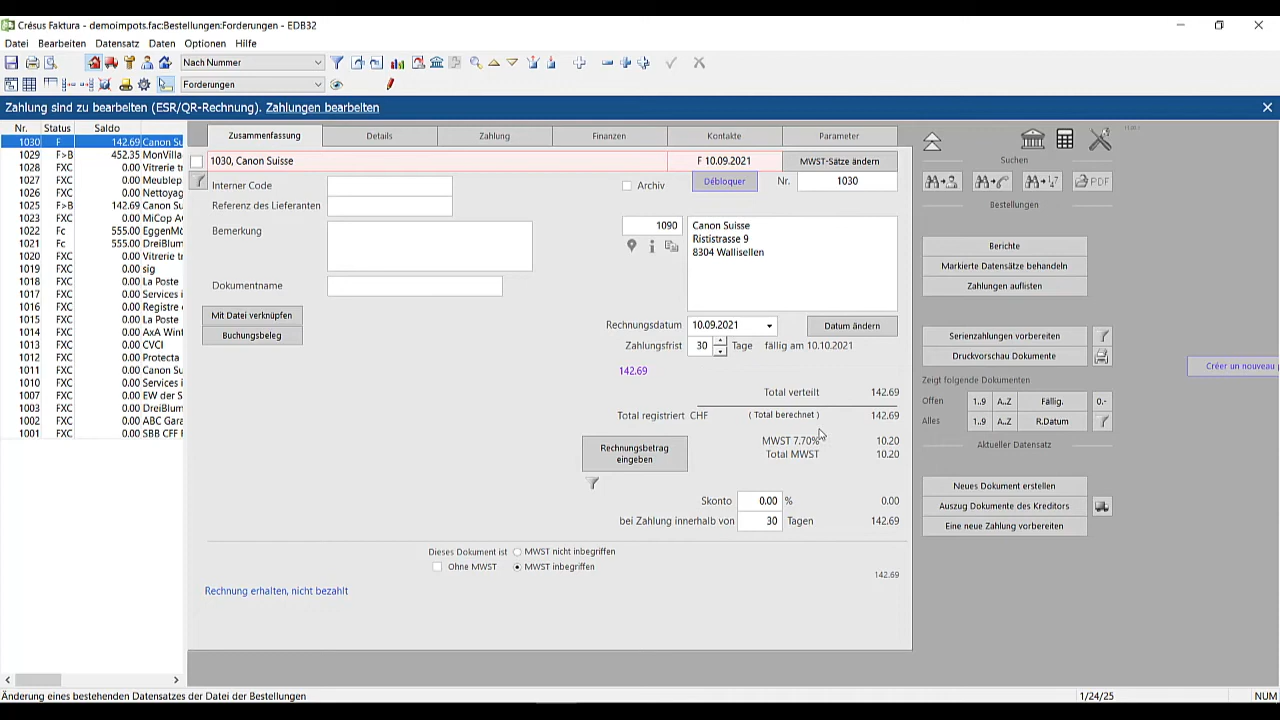 Crésus Faktura - demoimpots.fac:Bestellungen:Forderungen - EDB32
Datei Bearbeiten Datensatz Daten Optionen Hilfe
Nach Nummer
Forderungen
Zahlung sind zu bearbeiten (ESR/QR-Rechnung). Zahlungen bearbeiten
Nr. Status Saldo
1030 F 142.69 Canon Su
1029 F>B 452.35 MonVilla
1028 FXC 0.00 Vitrerie tr
1027 FXC 0.00 Meublep
1026 FXC 0.00 Nettoyag
1025 F>B 142.69 Canon Su
1023 FXC 0.00 MiCop A
1022 Fc 555.00 EggenMö
1021 Fc 555.00 DreiBlum
1020 FXC 0.00 Vitrerie tr
1019 FXC 0.00 sig
1018 FXC 0.00 La Poste
1017 FXC 0.00 Services i
1016 FXC 0.00 Registre
1015 FXC 0.00 La Poste
1014 FXC 0.00 AxA Wint
1013 FXC 0.00 CVCI
1012 FXC 0.00 Protecta
1011 FXC 0.00 Canon Su
1010 FXC 0.00 Services i
1007 FXC 0.00 EW der S
1003 FXC 0.00 DreiBlum
1002 FXC 0.00 ABC Gara
1001 FXC 0.00 SBB CFF F
Zusammenfassung Details Zahlung Finanzen Kontakte Parameter
1030, Canon Suisse F 10.09.2021 MWST-Sätze ändern
Interner Code Archiv Débloquer Nr. 1030
Referenz des Lieferanten
Bemerkung
1090 Canon Suisse
Rististrasse 9
8304 Wallisellen
Dokumentname
Mit Datei verknüpfen
Buchungsbeleg
Rechnungsdatum 10.09.2021 Datum ändern
Zahlungsfrist 30 Tage fällig am 10.10.2021
142.69
Total verteilt 142.69
Total registriert CHF ( Total berechnet ) 142.69
Rechnungsbetrag
eingeben
MWST 7.70% 10.20
Total MWST 10.20
Skonto 0.00 % 0.00
bei Zahlung innerhalb von 30 Tagen 142.69
Dieses Dokument ist MWST nicht inbegriffen
Ohne MWST MWST inbegriffen
142.69
Rechnung erhalten, nicht bezahlt
Suchen
PDF
Bestellungen
Berichte
Markierte Datensätze behandeln
Zahlungen auflisten
Serienzahlungen vorbereiten
Druckvorschau Dokumente
Zeigt folgende Dokumenten
Offen 1..9 A..Z Fällig. 0.-
Alles 1..9 A..Z R.Datum
Aktueller Datensatz
Neues Dokument erstellen
Auszug Dokumente des Kreditors
Eine neue Zahlung vorbereiten
Créer un nouveau
Änderung eines bestehenden Datensatzes der Datei der Bestellungen 1/24/25 NUM